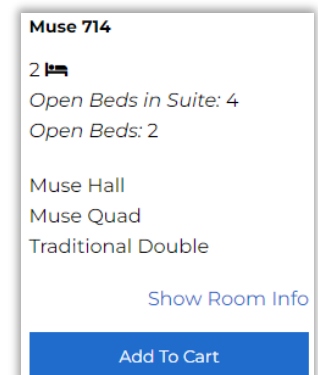 Muse 714
2
Open Beds in Suite: 4
Open Beds: 2
Muse Hall
Muse Quad
Traditional Double
Show Room Info
Add To Cart